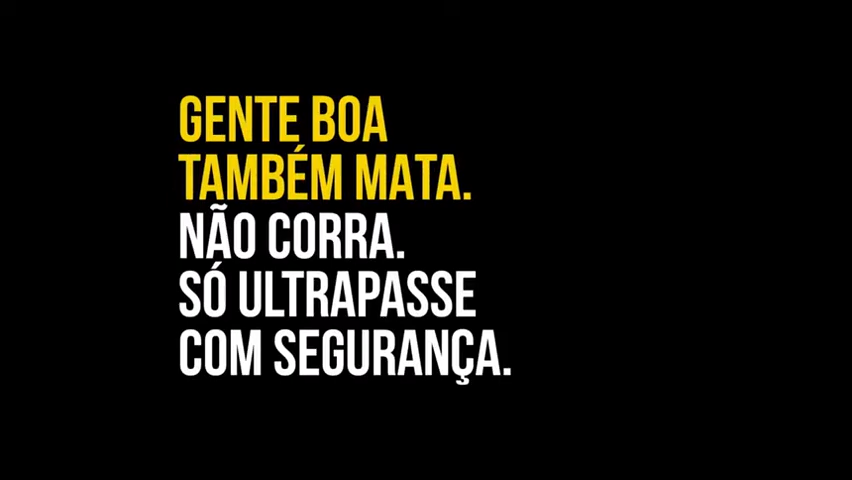 GENTE BOA
TAMBÉM MATA.
NÃO CORRA.
SÓ ULTRAPASSE
COM SEGURANÇA.